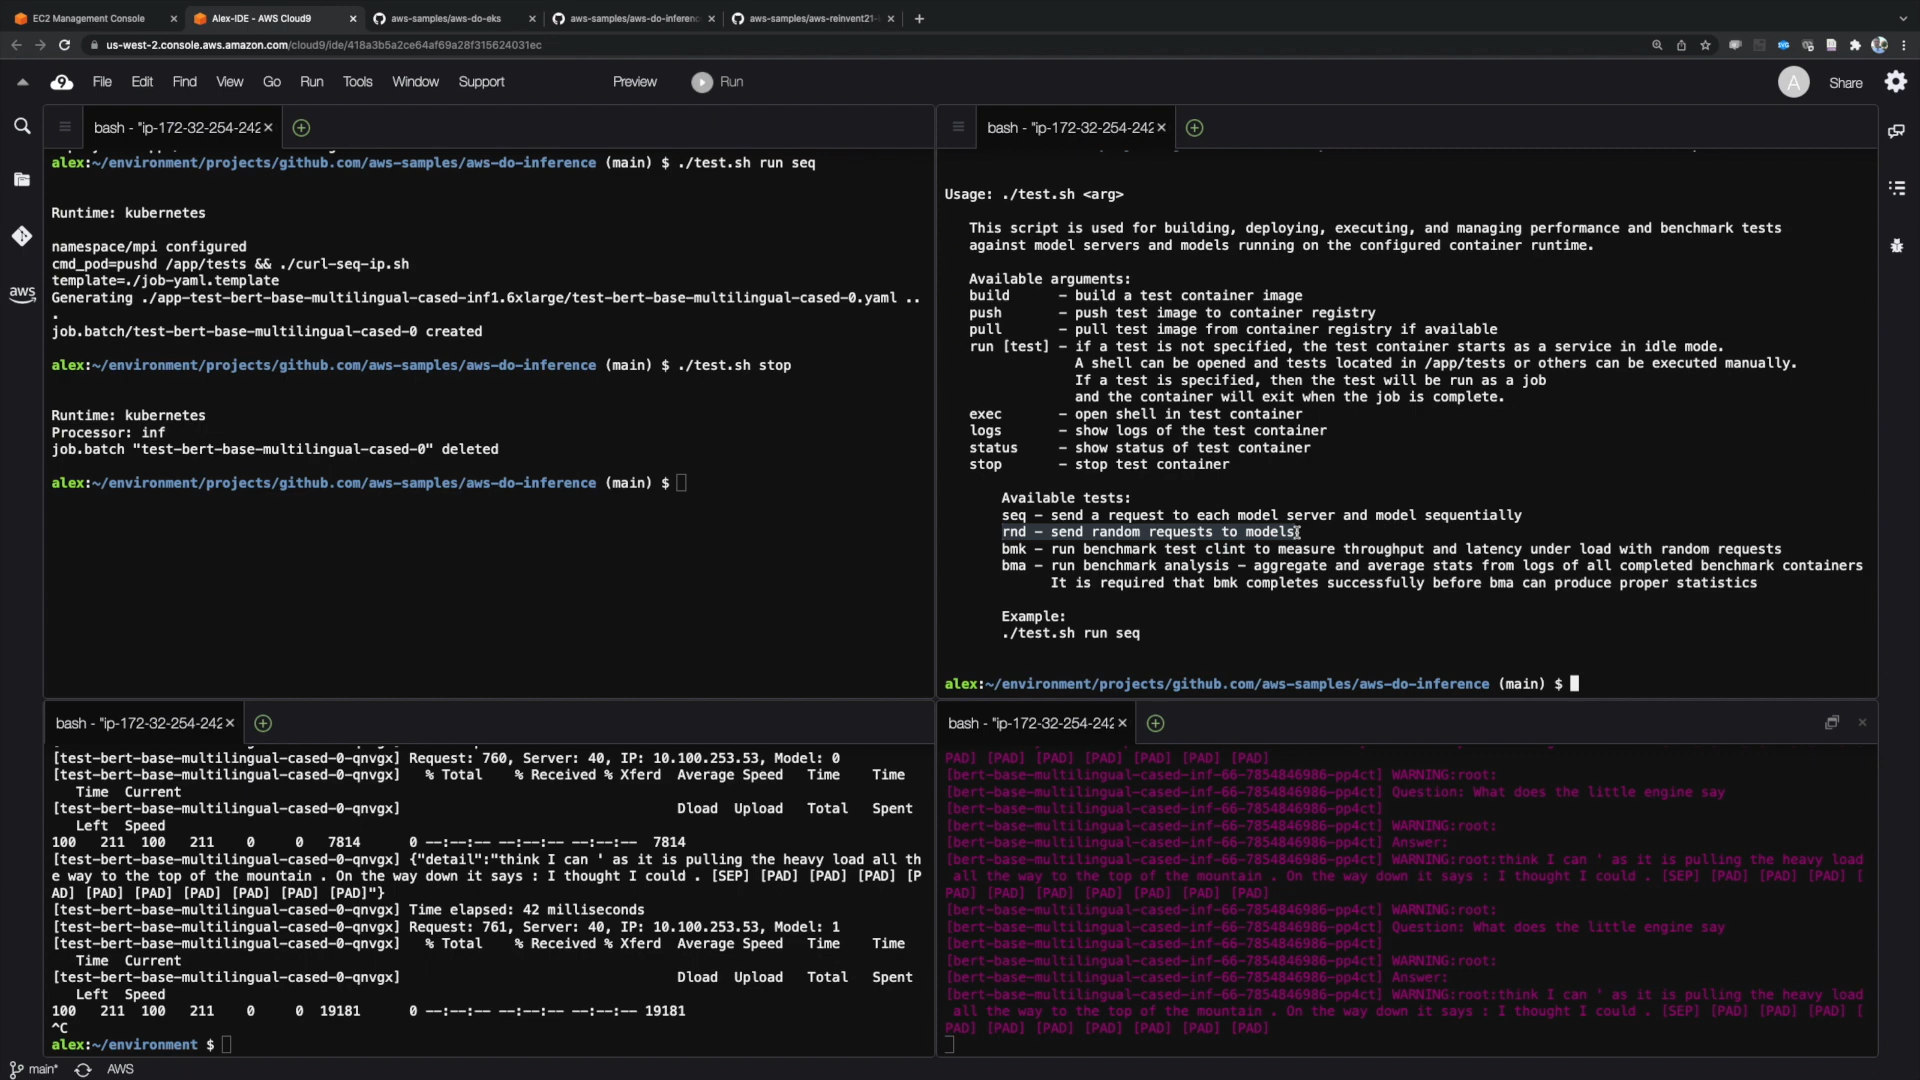 EC2 Management Console
Alex-IDE - AWS Cloud9
aws-samples/aws-do-eks
aws-samples/aws-do-inferenc
aws-samples/aws-reinvent21-
us-west-2.console.aws.amazon.com/cloud9/ide/418a3b5a2ce64af69a28f315624031ec
File Edit Find View Go Run Tools Window Support Preview Run
A Share
bash - "ip-172-32-254-242
alex:~/environment/projects/github.com/aws-samples/aws-do-inference (main) $ ./test.sh run seq
Runtime: kubernetes
namespace/mpi configured
cmd_pod=pushd /app/tests && ./curl-seq-ip.sh
template=./job-yaml.template
Generating ./app-test-bert-base-multilingual-cased-inf1.6xlarge/test-bert-base-multilingual-cased-0.yaml ..
.
job.batch/test-bert-base-multilingual-cased-0 created
alex:~/environment/projects/github.com/aws-samples/aws-do-inference (main) $ ./test.sh stop
Runtime: kubernetes
Processor: inf
job.batch "test-bert-base-multilingual-cased-0" deleted
alex:~/environment/projects/github.com/aws-samples/aws-do-inference (main) $
bash - "ip-172-32-254-242
Usage: ./test.sh <arg>
This script is used for building, deploying, executing, and managing performance and benchmark tests
against model servers and models running on the configured container runtime.
Available arguments:
build - build a test container image
push - push test image to container registry
pull - pull test image from container registry if available
run [test] - if a test is not specified, the test container starts as a service in idle mode.
A shell can be opened and tests located in /app/tests or others can be executed manually.
If a test is specified, then the test will be run as a job
and the container will exit when the job is complete.
exec - open shell in test container
logs - show logs of the test container
status - show status of test container
stop - stop test container
Available tests:
seq - send a request to each model server and model sequentially
rnd - send random requests to models
bmk - run benchmark test clint to measure throughput and latency under load with random requests
bma - run benchmark analysis - aggregate and average stats from logs of all completed benchmark containers
It is required that bmk completes successfully before bma can produce proper statistics
Example:
./test.sh run seq
alex:~/environment/projects/github.com/aws-samples/aws-do-inference (main) $
bash - "ip-172-32-254-242
[test-bert-base-multilingual-cased-0-qnvgx] Request: 760, Server: 40, IP: 10.100.253.53, Model: 0
[test-bert-base-multilingual-cased-0-qnvgx] % Total % Received % Xferd Average Speed Time Time
Time Current
[test-bert-base-multilingual-cased-0-qnvgx] Dload Upload Total Spent
Left Speed
100 211 100 211 0 0 7814 0 --:--:-- --:--:-- --:--:-- 7814
[test-bert-base-multilingual-cased-0-qnvgx] {"detail":"think I can ' as it is pulling the heavy load all th
e way to the top of the mountain . On the way down it says : I thought I could . [SEP] [PAD] [PAD] [PAD] [P
AD] [PAD] [PAD] [PAD] [PAD] [PAD] [PAD]"}
[test-bert-base-multilingual-cased-0-qnvgx] Time elapsed: 42 milliseconds
[test-bert-base-multilingual-cased-0-qnvgx] Request: 761, Server: 40, IP: 10.100.253.53, Model: 1
[test-bert-base-multilingual-cased-0-qnvgx] % Total % Received % Xferd Average Speed Time Time
Time Current
[test-bert-base-multilingual-cased-0-qnvgx] Dload Upload Total Spent
Left Speed
100 211 100 211 0 0 19181 0 --:--:-- --:--:-- --:--:-- 19181
^C
alex:~/environment $
bash - "ip-172-32-254-242
PAD] [PAD] [PAD] [PAD] [PAD] [PAD] [PAD]
[bert-base-multilingual-cased-inf-66-7854846986-pp4ct] WARNING:root:
[bert-base-multilingual-cased-inf-66-7854846986-pp4ct] Question: What does the little engine say
[bert-base-multilingual-cased-inf-66-7854846986-pp4ct]
[bert-base-multilingual-cased-inf-66-7854846986-pp4ct] WARNING:root:
[bert-base-multilingual-cased-inf-66-7854846986-pp4ct] Answer:
[bert-base-multilingual-cased-inf-66-7854846986-pp4ct] WARNING:root:think I can ' as it is pulling the heavy load
all the way to the top of the mountain . On the way down it says : I thought I could . [SEP] [PAD] [PAD] [PAD] [
PAD] [PAD] [PAD] [PAD] [PAD] [PAD] [PAD]
[bert-base-multilingual-cased-inf-66-7854846986-pp4ct] WARNING:root:
[bert-base-multilingual-cased-inf-66-7854846986-pp4ct] Question: What does the little engine say
[bert-base-multilingual-cased-inf-66-7854846986-pp4ct]
[bert-base-multilingual-cased-inf-66-7854846986-pp4ct] WARNING:root:
[bert-base-multilingual-cased-inf-66-7854846986-pp4ct] Answer:
[bert-base-multilingual-cased-inf-66-7854846986-pp4ct] WARNING:root:think I can ' as it is pulling the heavy load
all the way to the top of the mountain . On the way down it says : I thought I could . [SEP] [PAD] [PAD] [PAD] [
PAD] [PAD] [PAD] [PAD] [PAD] [PAD] [PAD]
aws
main* AWS